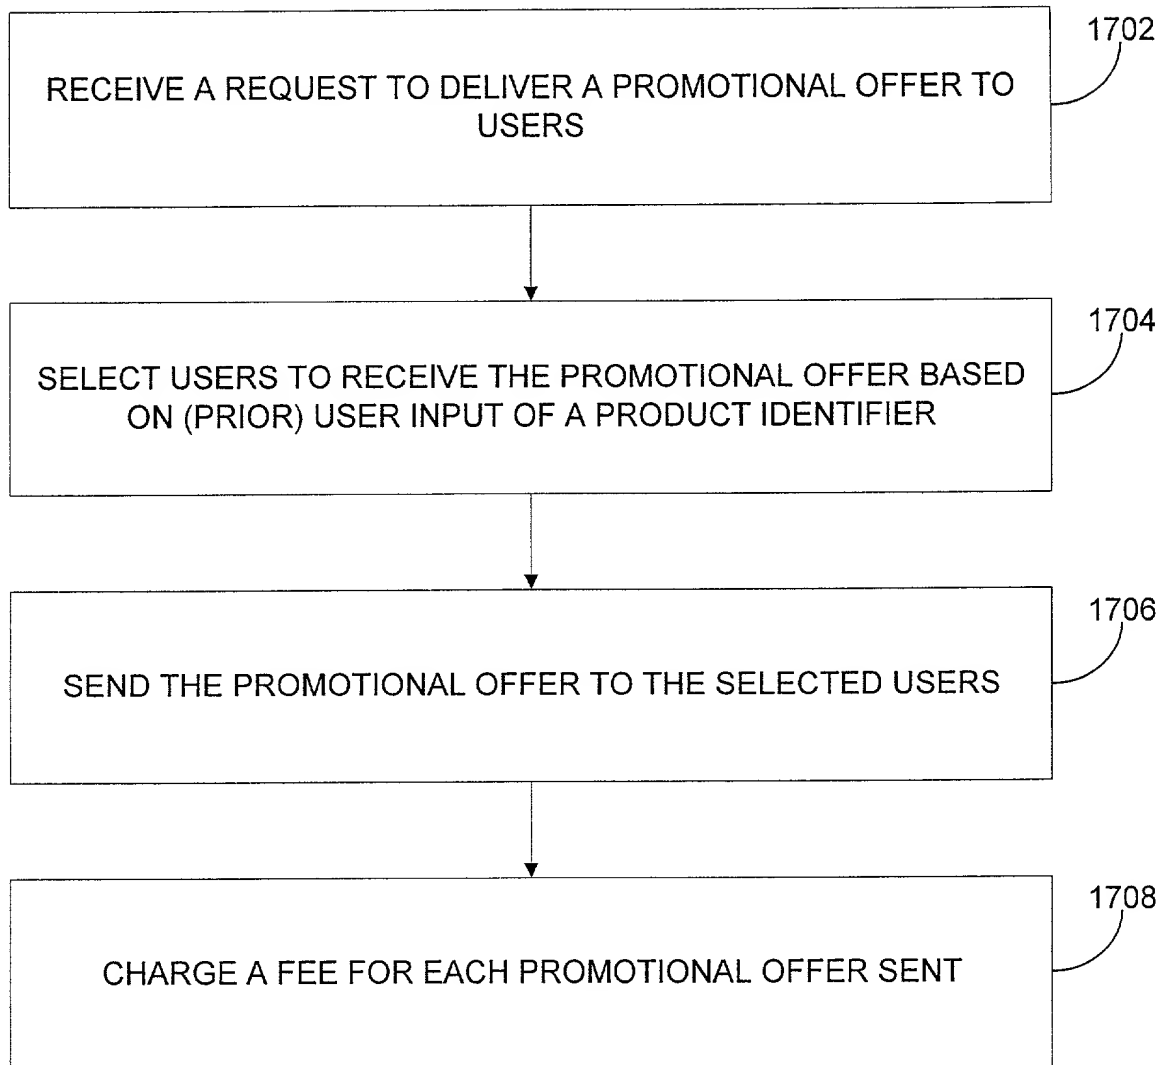 1702
RECEIVE A REQUEST TO DELIVER A PROMOTIONAL OFFER TO
USERS
1704
SELECT USERS TO RECEIVE THE PROMOTIONAL OFFER BASED
ON (PRIOR) USER INPUT OF A PRODUCT IDENTIFIER
1706
SEND THE PROMOTIONAL OFFER TO THE SELECTED USERS
1708
CHARGE A FEE FOR EACH PROMOTIONAL OFFER SENT